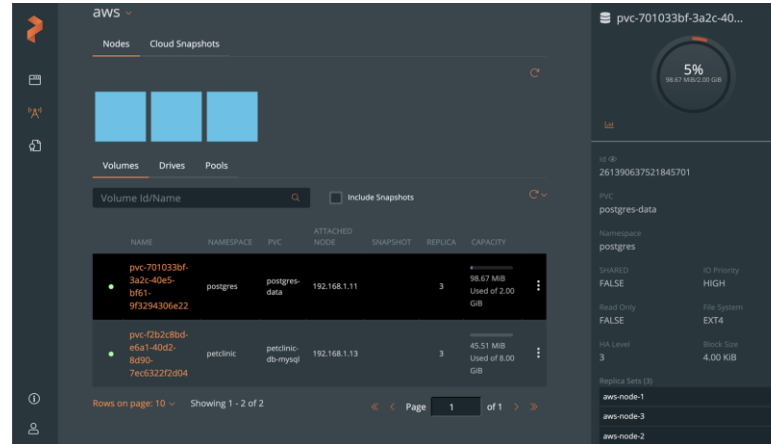 aws
Nodes Cloud Snapshots
Volumes Drives Pools
Volume Id/Name Include Snapshots
NAME NAMESPACE PVC ATTACHED NODE SNAPSHOT REPLICA CAPACITY
pvc-701033bf-
3a2c-40e5-
bf61-
9f3294306e22
postgres
postgres-
data
192.168.1.11
3
98.67 MiB
Used of 2.00
GiB
pvc-f2b2c8bd-
e6a1-40d2-
8d90-
7ec6322f2d04
petclinic
petclinic-
db-mysql
192.168.1.13
3
45.51 MiB
Used of 8.00
GiB
Rows on page: 10 Showing 1 - 2 of 2 Page 1 of 1
pvc-701033bf-3a2c-40...
5%
98.67 MiB/2.00 GiB
Id
261390637521845701
PVC
postgres-data
Namespace
postgres
SHARED IO Priority
FALSE HIGH
Read Only File System
FALSE EXT4
HA Level Block Size
3 4.00 KiB
Replica Sets (3)
aws-node-1
aws-node-3
aws-node-2